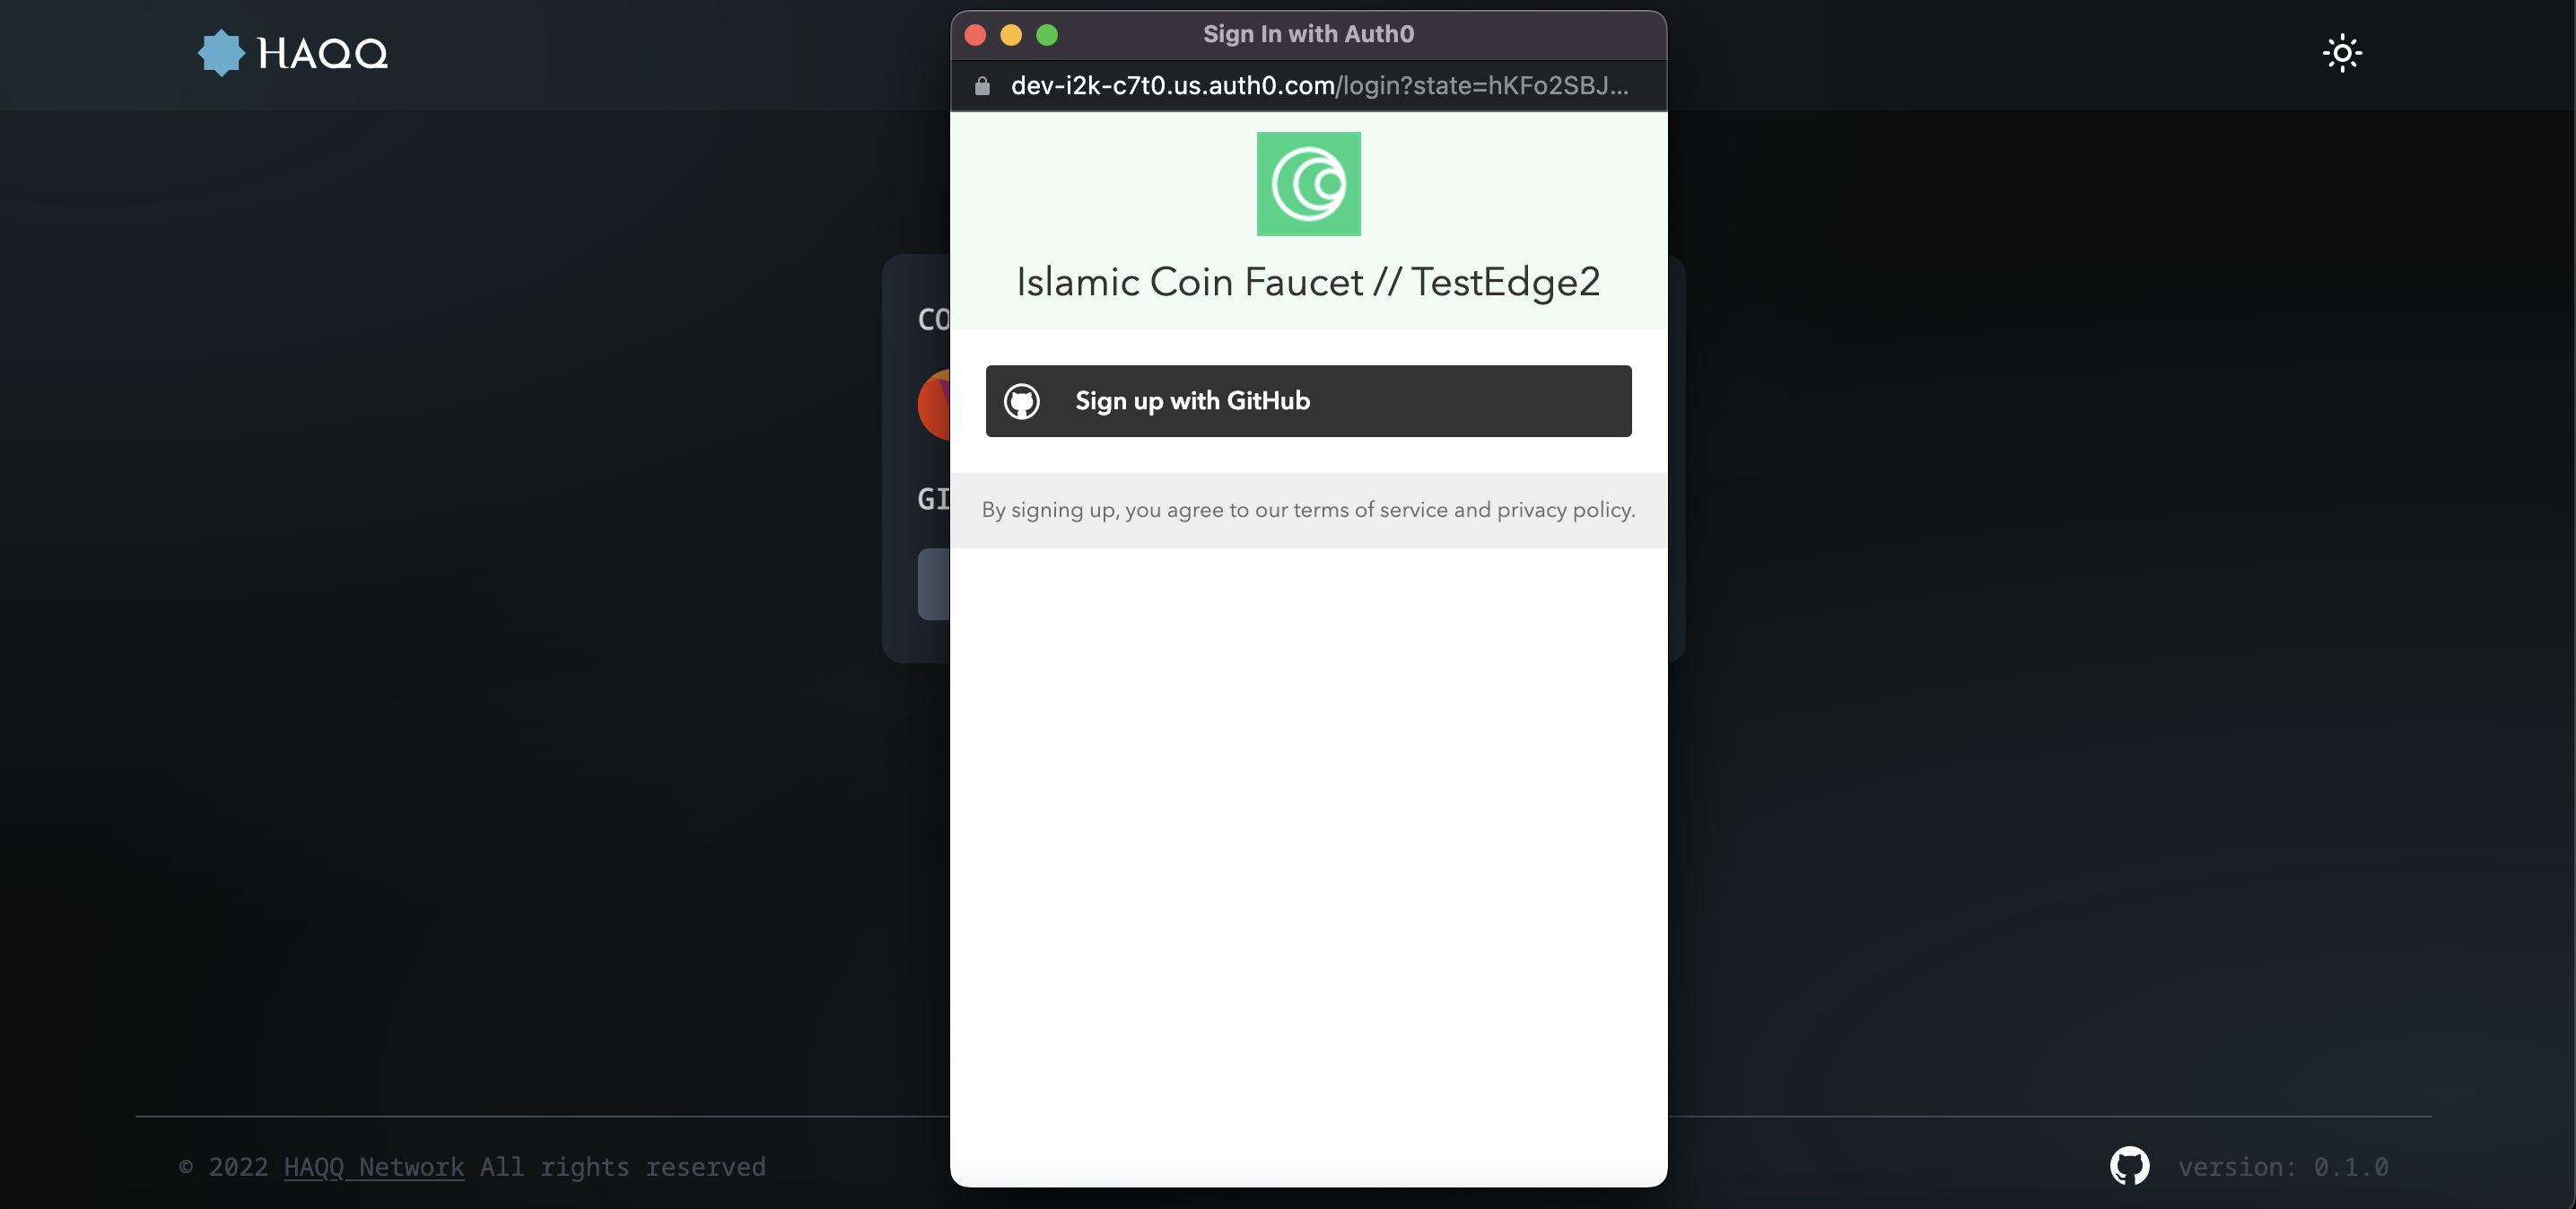 HAQQ
Sign In with Auth0
dev-i2k-c7t0.us.auth0.com/login?state=hKFo2SBJ...
Islamic Coin Faucet // TestEdge2
CO
Sign up with GitHub
GI
By signing up, you agree to our terms of service and privacy policy.
© 2022 HAQQ Network All rights reserved
version: 0.1.0